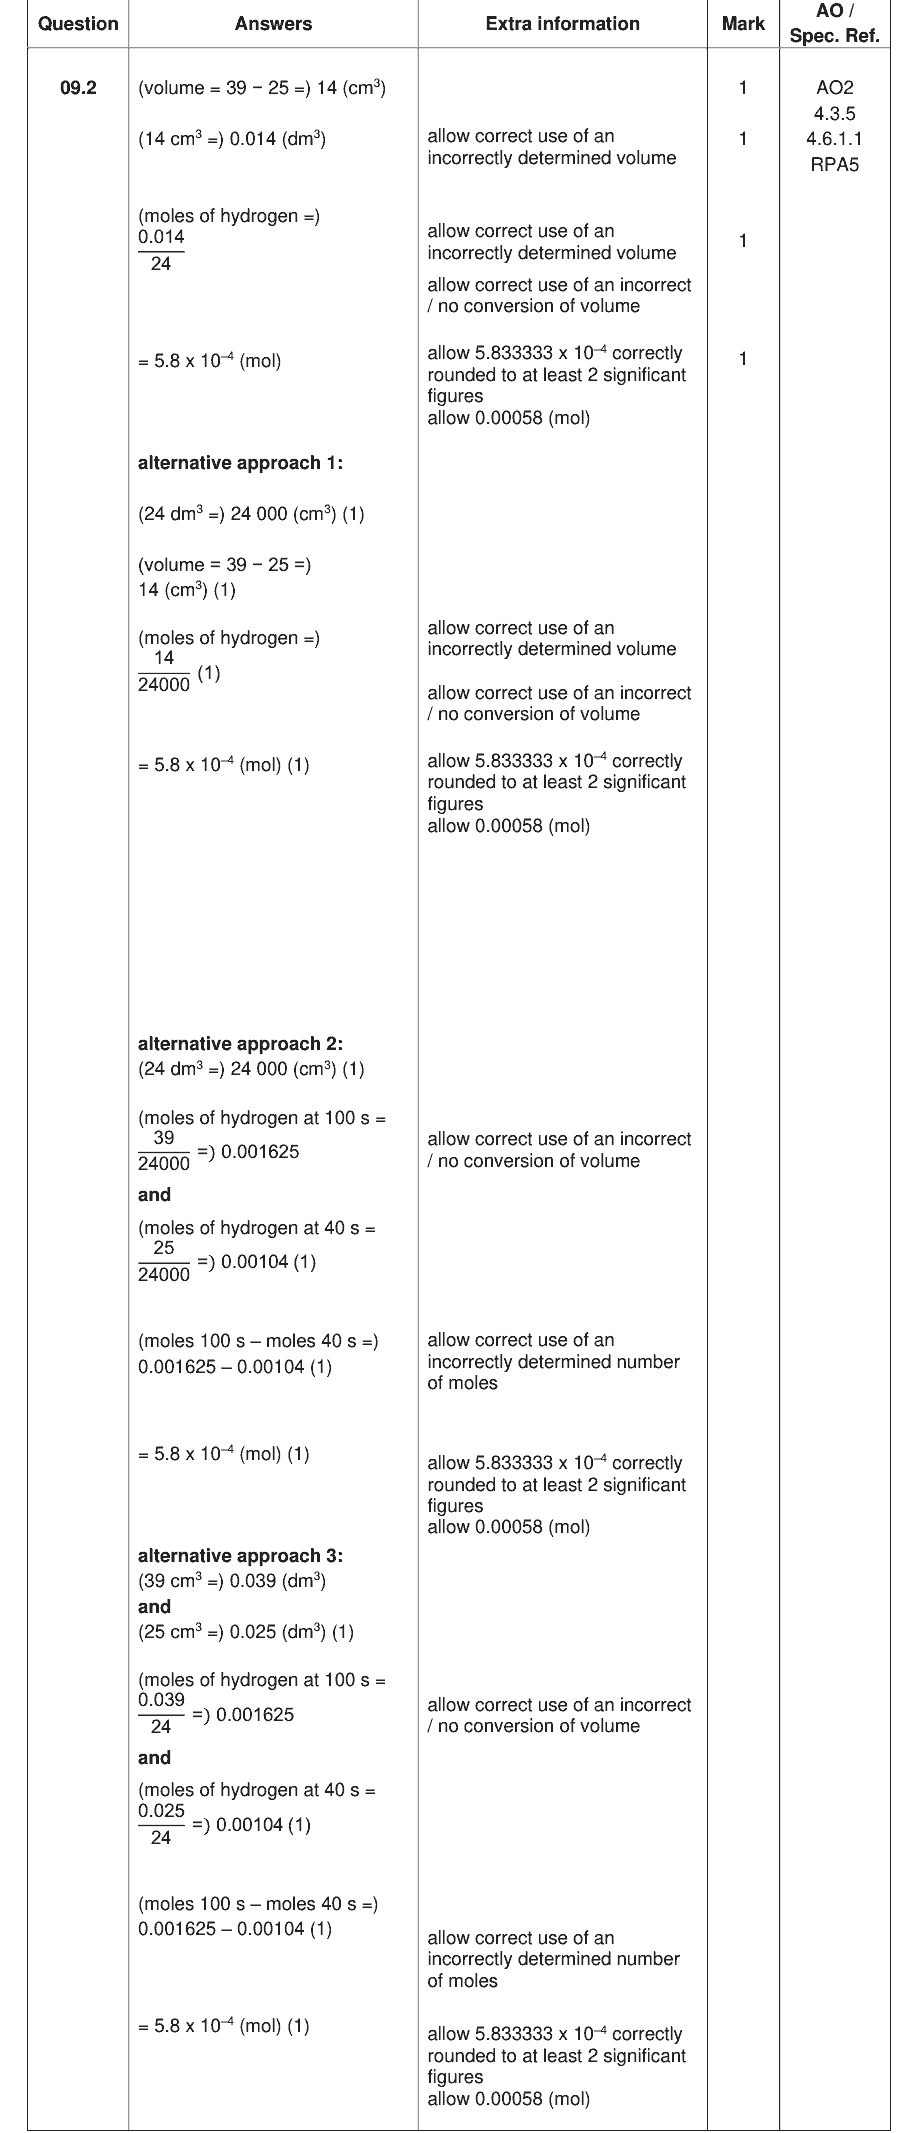 Question Answers Extra information Mark AO /
Spec. Ref.
09.2 (volume = 39 − 25 =) 14 (cm³) 1 AO2
4.3.5
(14 cm³ =) 0.014 (dm³) allow correct use of an
incorrectly determined volume 1 4.6.1.1
RPA5
(moles of hydrogen =)
0.014
24
allow correct use of an
incorrectly determined volume 1
allow correct use of an incorrect
/ no conversion of volume
= 5.8 x 10⁻⁴ (mol) allow 5.833333 x 10⁻⁴ correctly
rounded to at least 2 significant
figures
allow 0.00058 (mol) 1
alternative approach 1:
(24 dm³ =) 24 000 (cm³) (1)
(volume = 39 − 25 =)
14 (cm³) (1)
(moles of hydrogen =)
14
24000 (1)
allow correct use of an
incorrectly determined volume
allow correct use of an incorrect
/ no conversion of volume
= 5.8 x 10⁻⁴ (mol) (1) allow 5.833333 x 10⁻⁴ correctly
rounded to at least 2 significant
figures
allow 0.00058 (mol)
alternative approach 2:
(24 dm³ =) 24 000 (cm³) (1)
(moles of hydrogen at 100 s =
39
24000 =) 0.001625
allow correct use of an incorrect
/ no conversion of volume
and
(moles of hydrogen at 40 s =
25
24000 =) 0.00104 (1)
(moles 100 s – moles 40 s =)
0.001625 – 0.00104 (1)
allow correct use of an
incorrectly determined number
of moles
= 5.8 x 10⁻⁴ (mol) (1)
allow 5.833333 x 10⁻⁴ correctly
rounded to at least 2 significant
figures
allow 0.00058 (mol)
alternative approach 3:
(39 cm³ =) 0.039 (dm³)
and
(25 cm³ =) 0.025 (dm³) (1)
(moles of hydrogen at 100 s =
0.039
24 =) 0.001625
allow correct use of an incorrect
/ no conversion of volume
and
(moles of hydrogen at 40 s =
0.025
24 =) 0.00104 (1)
(moles 100 s – moles 40 s =)
0.001625 – 0.00104 (1)
allow correct use of an
incorrectly determined number
of moles
= 5.8 x 10⁻⁴ (mol) (1)
allow 5.833333 x 10⁻⁴ correctly
rounded to at least 2 significant
figures
allow 0.00058 (mol)